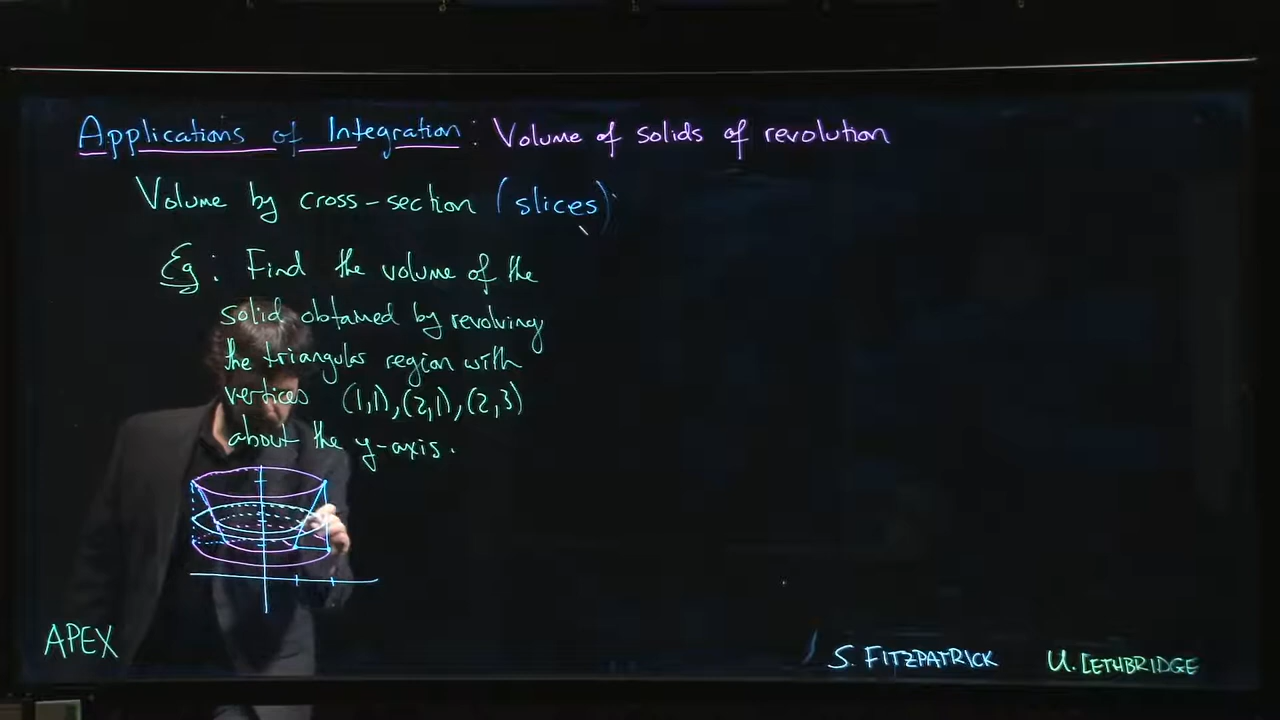 Applications of Integration: Volume of solids of revolution
Volume by cross-section (slices)
Eg: Find the volume of the
solid obtained by revolving
the triangular region with
vertices (1,1), (2,1), (2,3)
about the y-axis.
APEX
S. FITZPATRICK
U. LETHBRIDGE